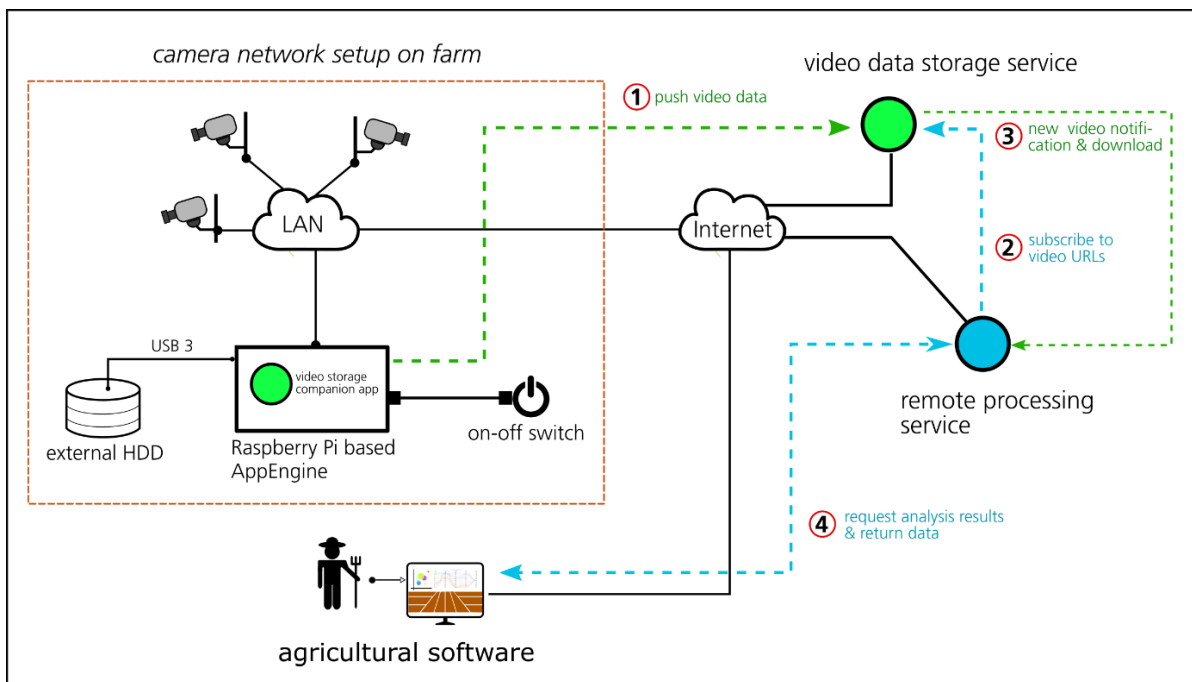 camera network setup on farm
video data storage service
1 push video data
3 new video notifi-
cation & download
LAN
Internet
2 subscribe to
video URLs
USB 3
video storage
companion app
external HDD
Raspberry Pi based
AppEngine
on-off switch
remote processing
service
4 request analysis results
& return data
agricultural software